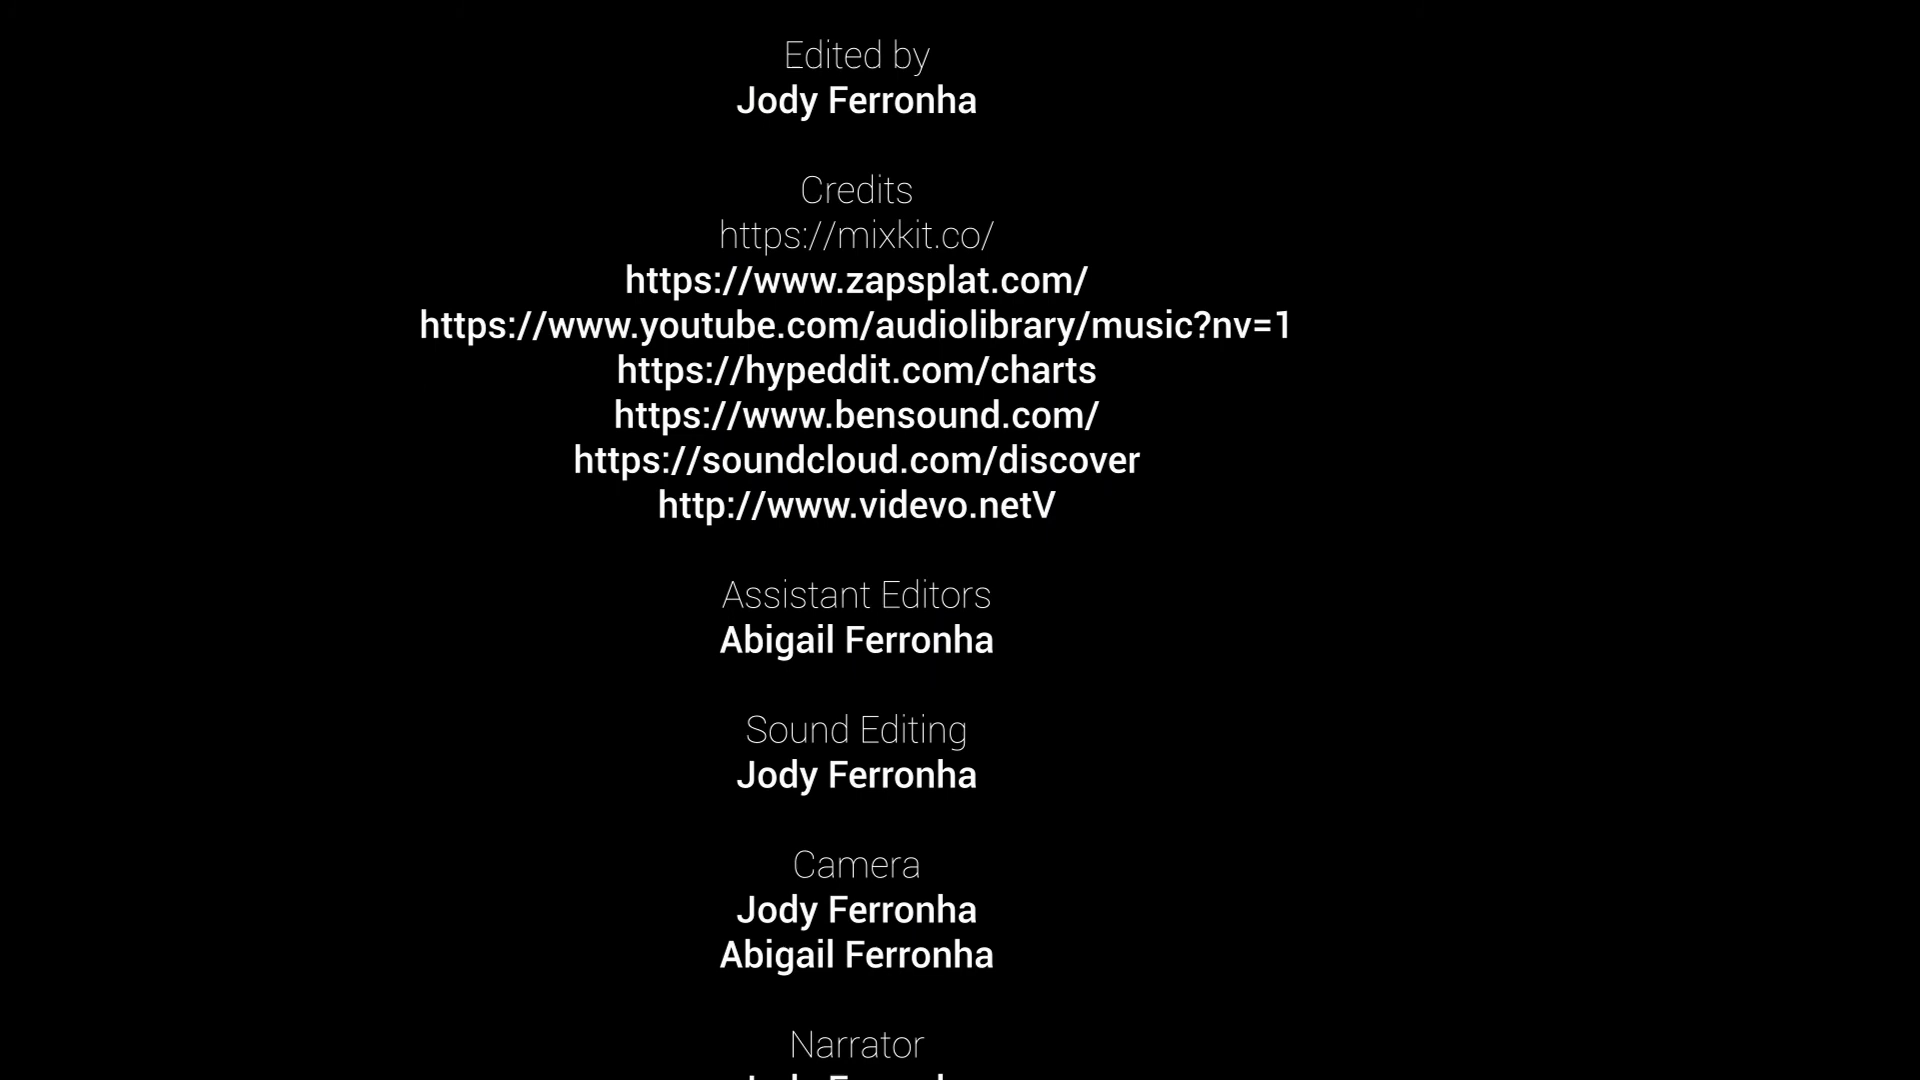 Edited by
Jody Ferronha
Credits
https://mixkit.co/
https://www.zapsplat.com/
https://www.youtube.com/audiolibrary/music?nv=1
https://hypeddit.com/charts
https://www.bensound.com/
https://soundcloud.com/discover
http://www.videvo.netV
Assistant Editors
Abigail Ferronha
Sound Editing
Jody Ferronha
Camera
Jody Ferronha
Abigail Ferronha
Narrator